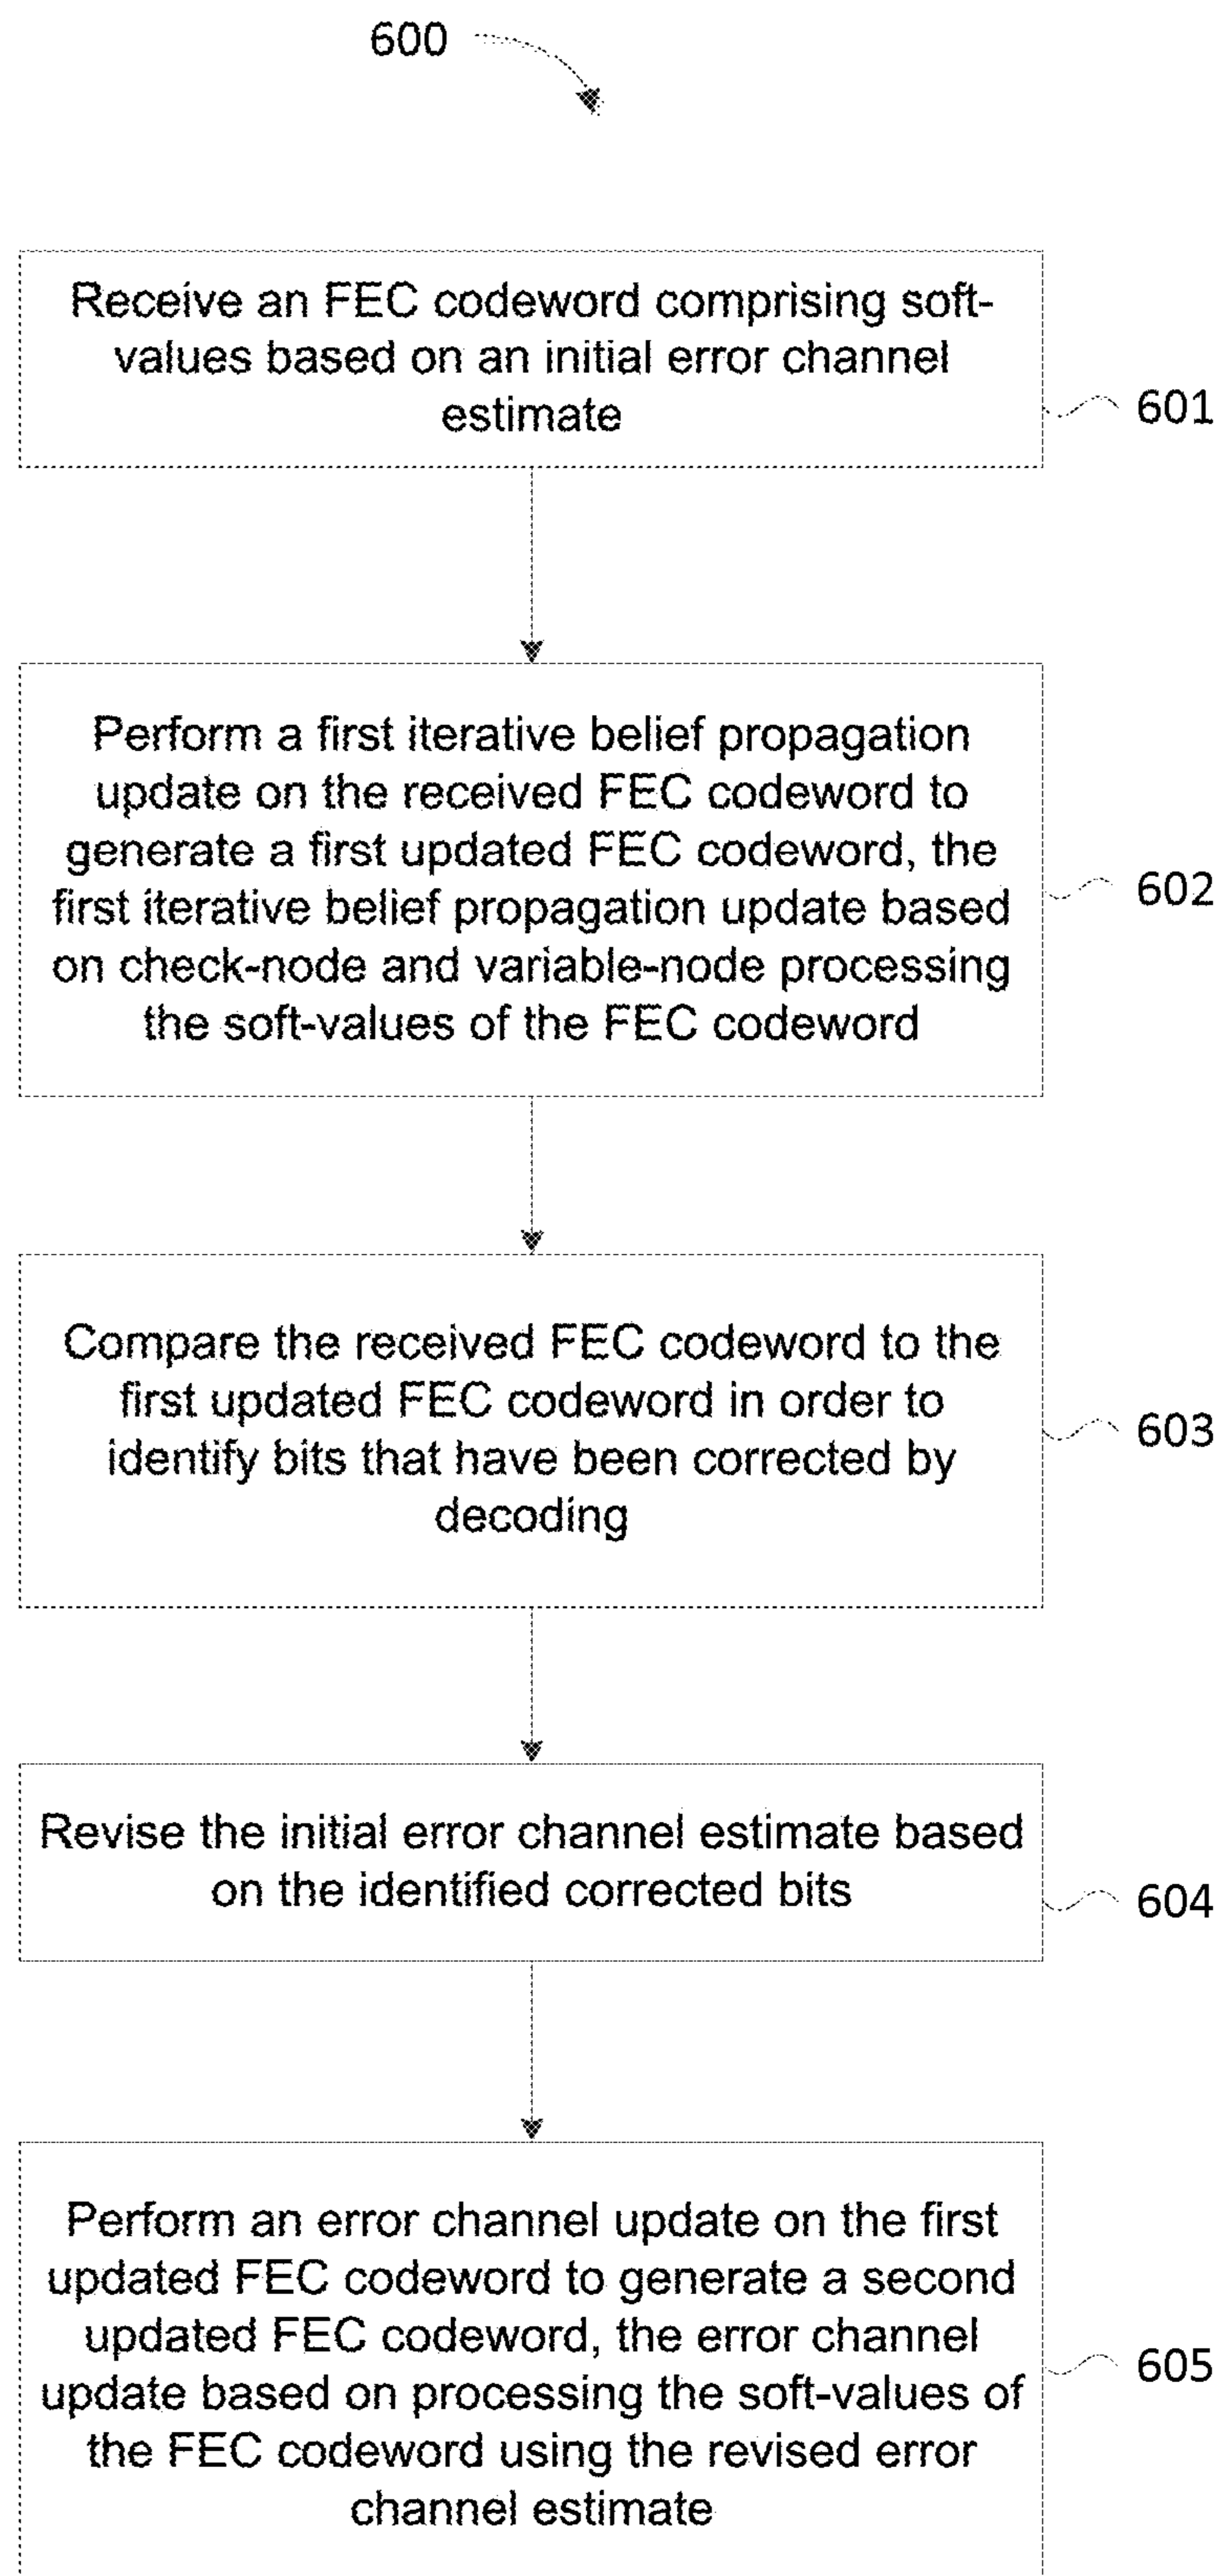 600
Receive an FEC codeword comprising soft-
values based on an initial error channel
estimate
601
Perform a first iterative belief propagation
update on the received FEC codeword to
generate a first updated FEC codeword, the
first iterative belief propagation update based
on check-node and variable-node processing
the soft-values of the FEC codeword
602
Compare the received FEC codeword to the
first updated FEC codeword in order to
identify bits that have been corrected by
decoding
603
Revise the initial error channel estimate based
on the identified corrected bits
604
Perform an error channel update on the first
updated FEC codeword to generate a second
updated FEC codeword, the error channel
update based on processing the soft-values of
the FEC codeword using the revised error
channel estimate
605